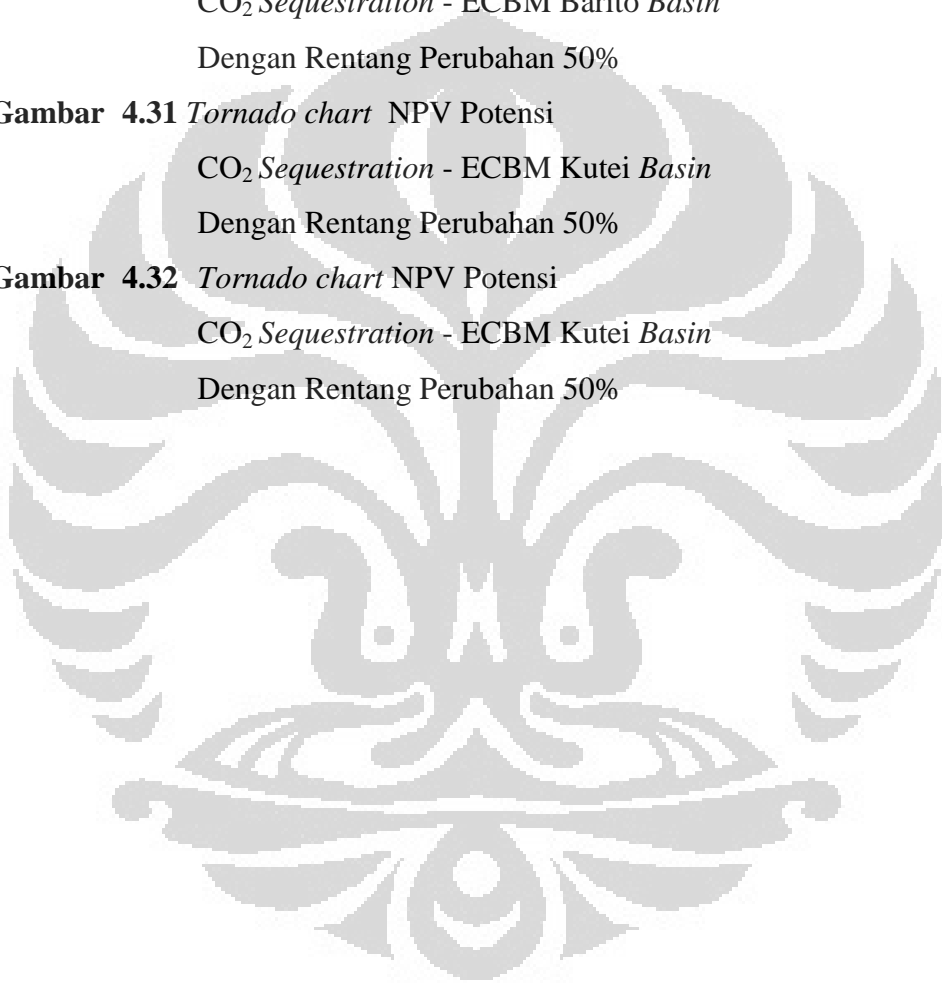 CO₂ Sequestration - ECBM Barito Basin
Dengan Rentang Perubahan 50%
Gambar 4.31 Tornado chart NPV Potensi
CO₂ Sequestration - ECBM Kutei Basin
Dengan Rentang Perubahan 50%
Gambar 4.32 Tornado chart NPV Potensi
CO₂ Sequestration - ECBM Kutei Basin
Dengan Rentang Perubahan 50%